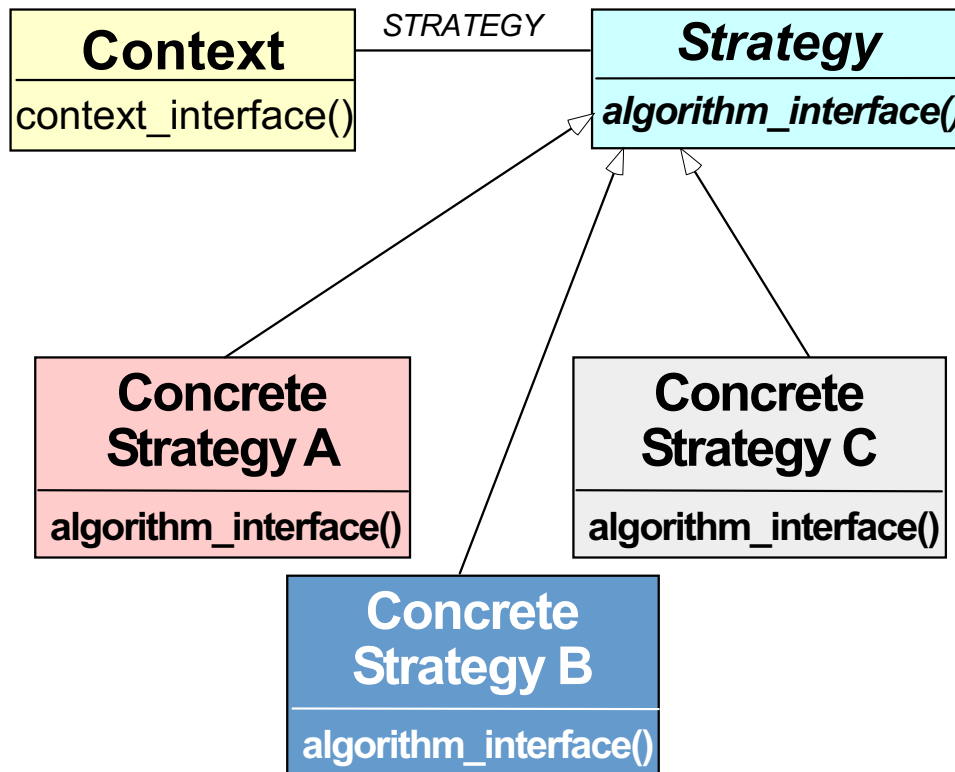 Context
context_interface()
STRATEGY
Strategy
algorithm_interface()
Concrete
Strategy A
algorithm_interface()
Concrete
Strategy C
algorithm_interface()
Concrete
Strategy B
algorithm_interface()